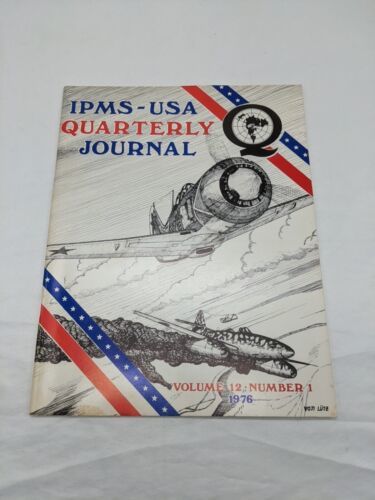 IPMS-USA
QUARTERLY
JOURNAL
Q
VOLUME 12, NUMBER 1
1976